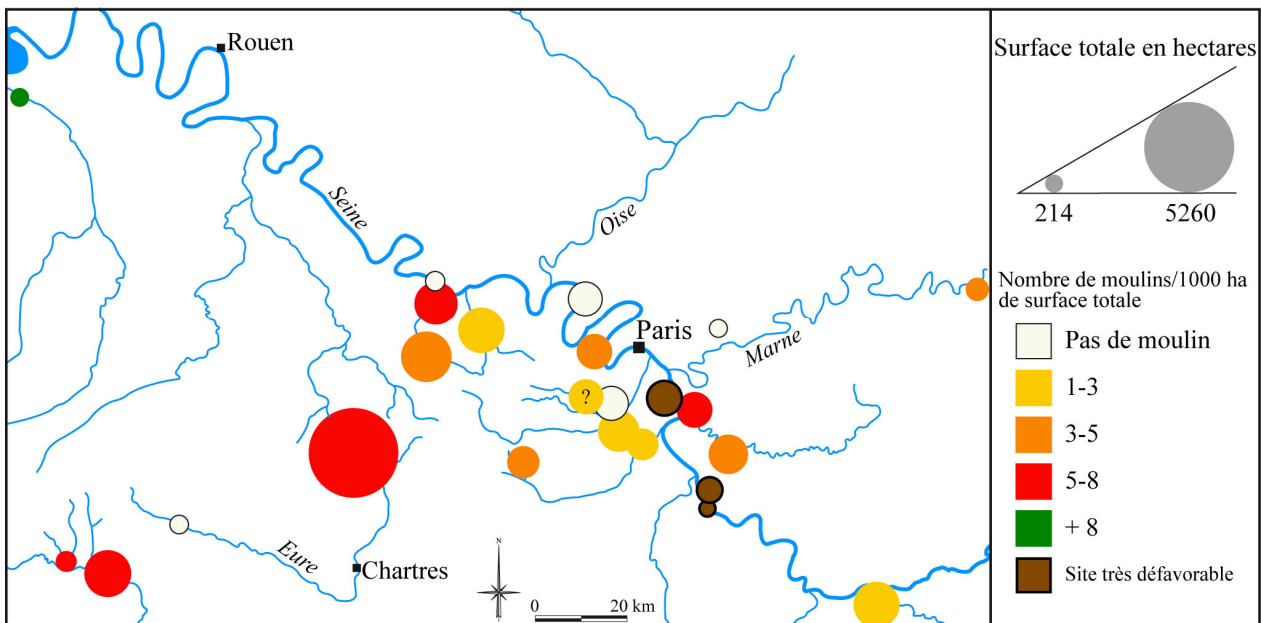 Rouen
Seine
Oise
Paris
Marne
?
Eure
Chartres
N
0 20 km
Surface totale en hectares
214 5260
Nombre de moulins/1000 ha
de surface totale
Pas de moulin
1-3
3-5
5-8
+ 8
Site très défavorable